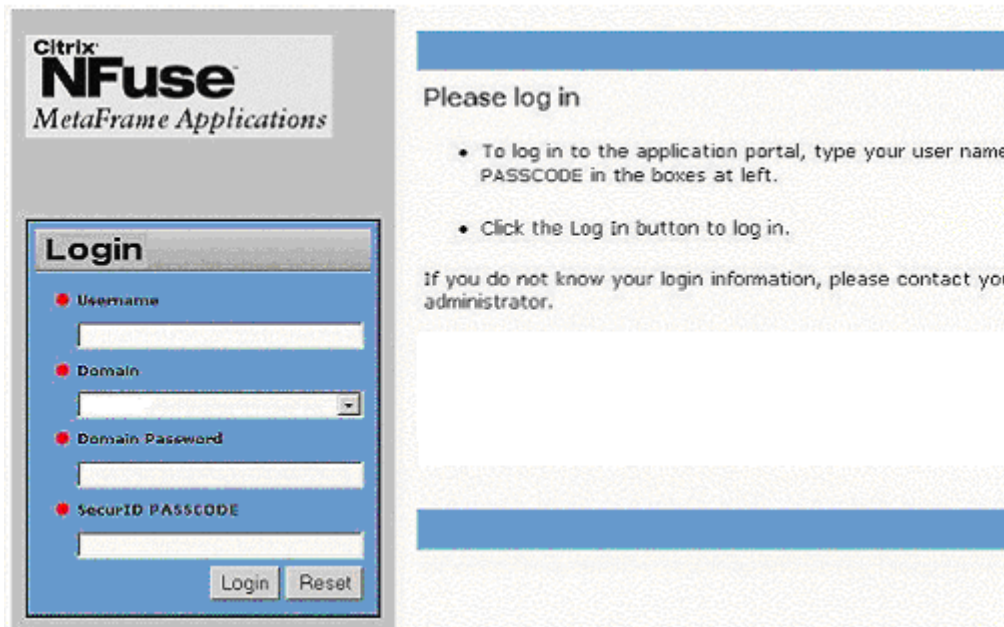 Citrix
NFuse
MetaFrame Applications
Login
Username
Domain
Domain Password
SecurID PASSCODE
Login Reset
Please log in
• To log in to the application portal, type your user name
PASSCODE in the boxes at left.
• Click the Log In button to log in.
If you do not know your login information, please contact you
administrator.